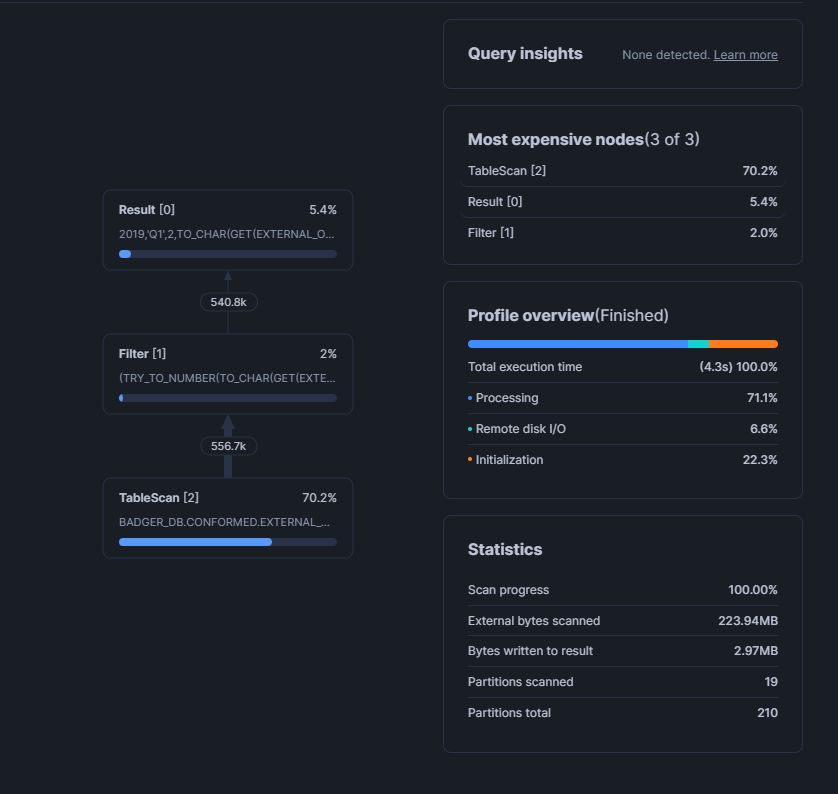 Query insights None detected. Learn more
Most expensive nodes(3 of 3)
TableScan [2] 70.2%
Result [0] 5.4%
Filter [1] 2.0%
Profile overview(Finished)
Total execution time (4.3s) 100.0%
Processing 71.1%
Remote disk I/O 6.6%
Initialization 22.3%
Statistics
Scan progress 100.00%
External bytes scanned 223.94MB
Bytes written to result 2.97MB
Partitions scanned 19
Partitions total 210
Result [0] 5.4%
2019,'Q1',2,TO_CHAR(GET(EXTERNAL_O...
540.8k
Filter [1] 2%
(TRY_TO_NUMBER(TO_CHAR(GET(EXTE...
556.7k
TableScan [2] 70.2%
BADGER_DB.CONFORMED.EXTERNAL_...